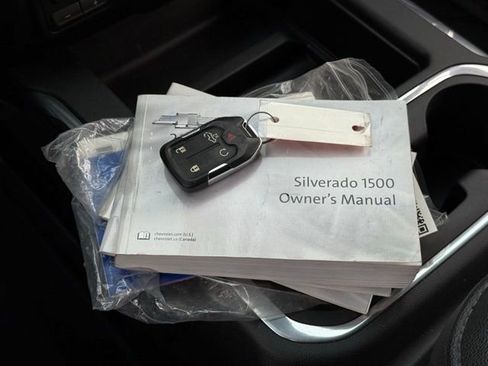 Silverado 1500
Owner's Manual
chevrolet.com (U.S.)
chevrolet.ca (Canada)